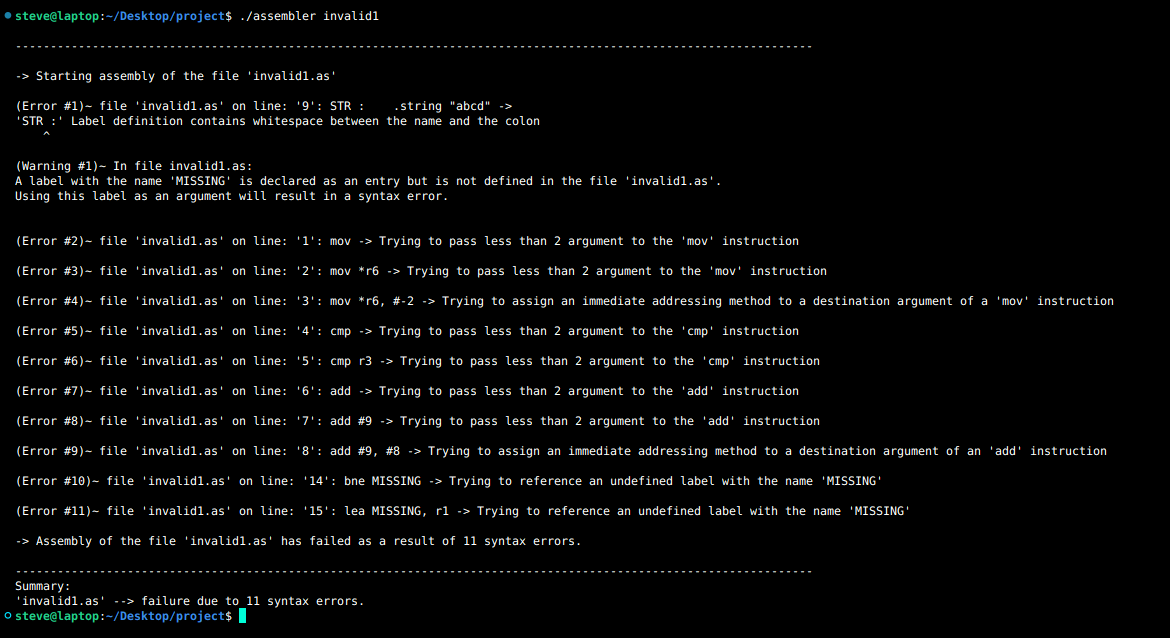 steve@laptop:~/Desktop/project$ ./assembler invalid1
------------------------------------------------------------------------------------------------------------------
-> Starting assembly of the file 'invalid1.as'
(Error #1)~ file 'invalid1.as' on line: '9': STR :    .string "abcd" ->
'STR :' Label definition contains whitespace between the name and the colon
    ^
(Warning #1)~ In file invalid1.as:
A label with the name 'MISSING' is declared as an entry but is not defined in the file 'invalid1.as'.
Using this label as an argument will result in a syntax error.
(Error #2)~ file 'invalid1.as' on line: '1': mov -> Trying to pass less than 2 argument to the 'mov' instruction
(Error #3)~ file 'invalid1.as' on line: '2': mov *r6 -> Trying to pass less than 2 argument to the 'mov' instruction
(Error #4)~ file 'invalid1.as' on line: '3': mov *r6, #-2 -> Trying to assign an immediate addressing method to a destination argument of a 'mov' instruction
(Error #5)~ file 'invalid1.as' on line: '4': cmp -> Trying to pass less than 2 argument to the 'cmp' instruction
(Error #6)~ file 'invalid1.as' on line: '5': cmp r3 -> Trying to pass less than 2 argument to the 'cmp' instruction
(Error #7)~ file 'invalid1.as' on line: '6': add -> Trying to pass less than 2 argument to the 'add' instruction
(Error #8)~ file 'invalid1.as' on line: '7': add #9 -> Trying to pass less than 2 argument to the 'add' instruction
(Error #9)~ file 'invalid1.as' on line: '8': add #9, #8 -> Trying to assign an immediate addressing method to a destination argument of an 'add' instruction
(Error #10)~ file 'invalid1.as' on line: '14': bne MISSING -> Trying to reference an undefined label with the name 'MISSING'
(Error #11)~ file 'invalid1.as' on line: '15': lea MISSING, r1 -> Trying to reference an undefined label with the name 'MISSING'
-> Assembly of the file 'invalid1.as' has failed as a result of 11 syntax errors.
------------------------------------------------------------------------------------------------------------------
Summary:
'invalid1.as' --> failure due to 11 syntax errors.
steve@laptop:~/Desktop/project$